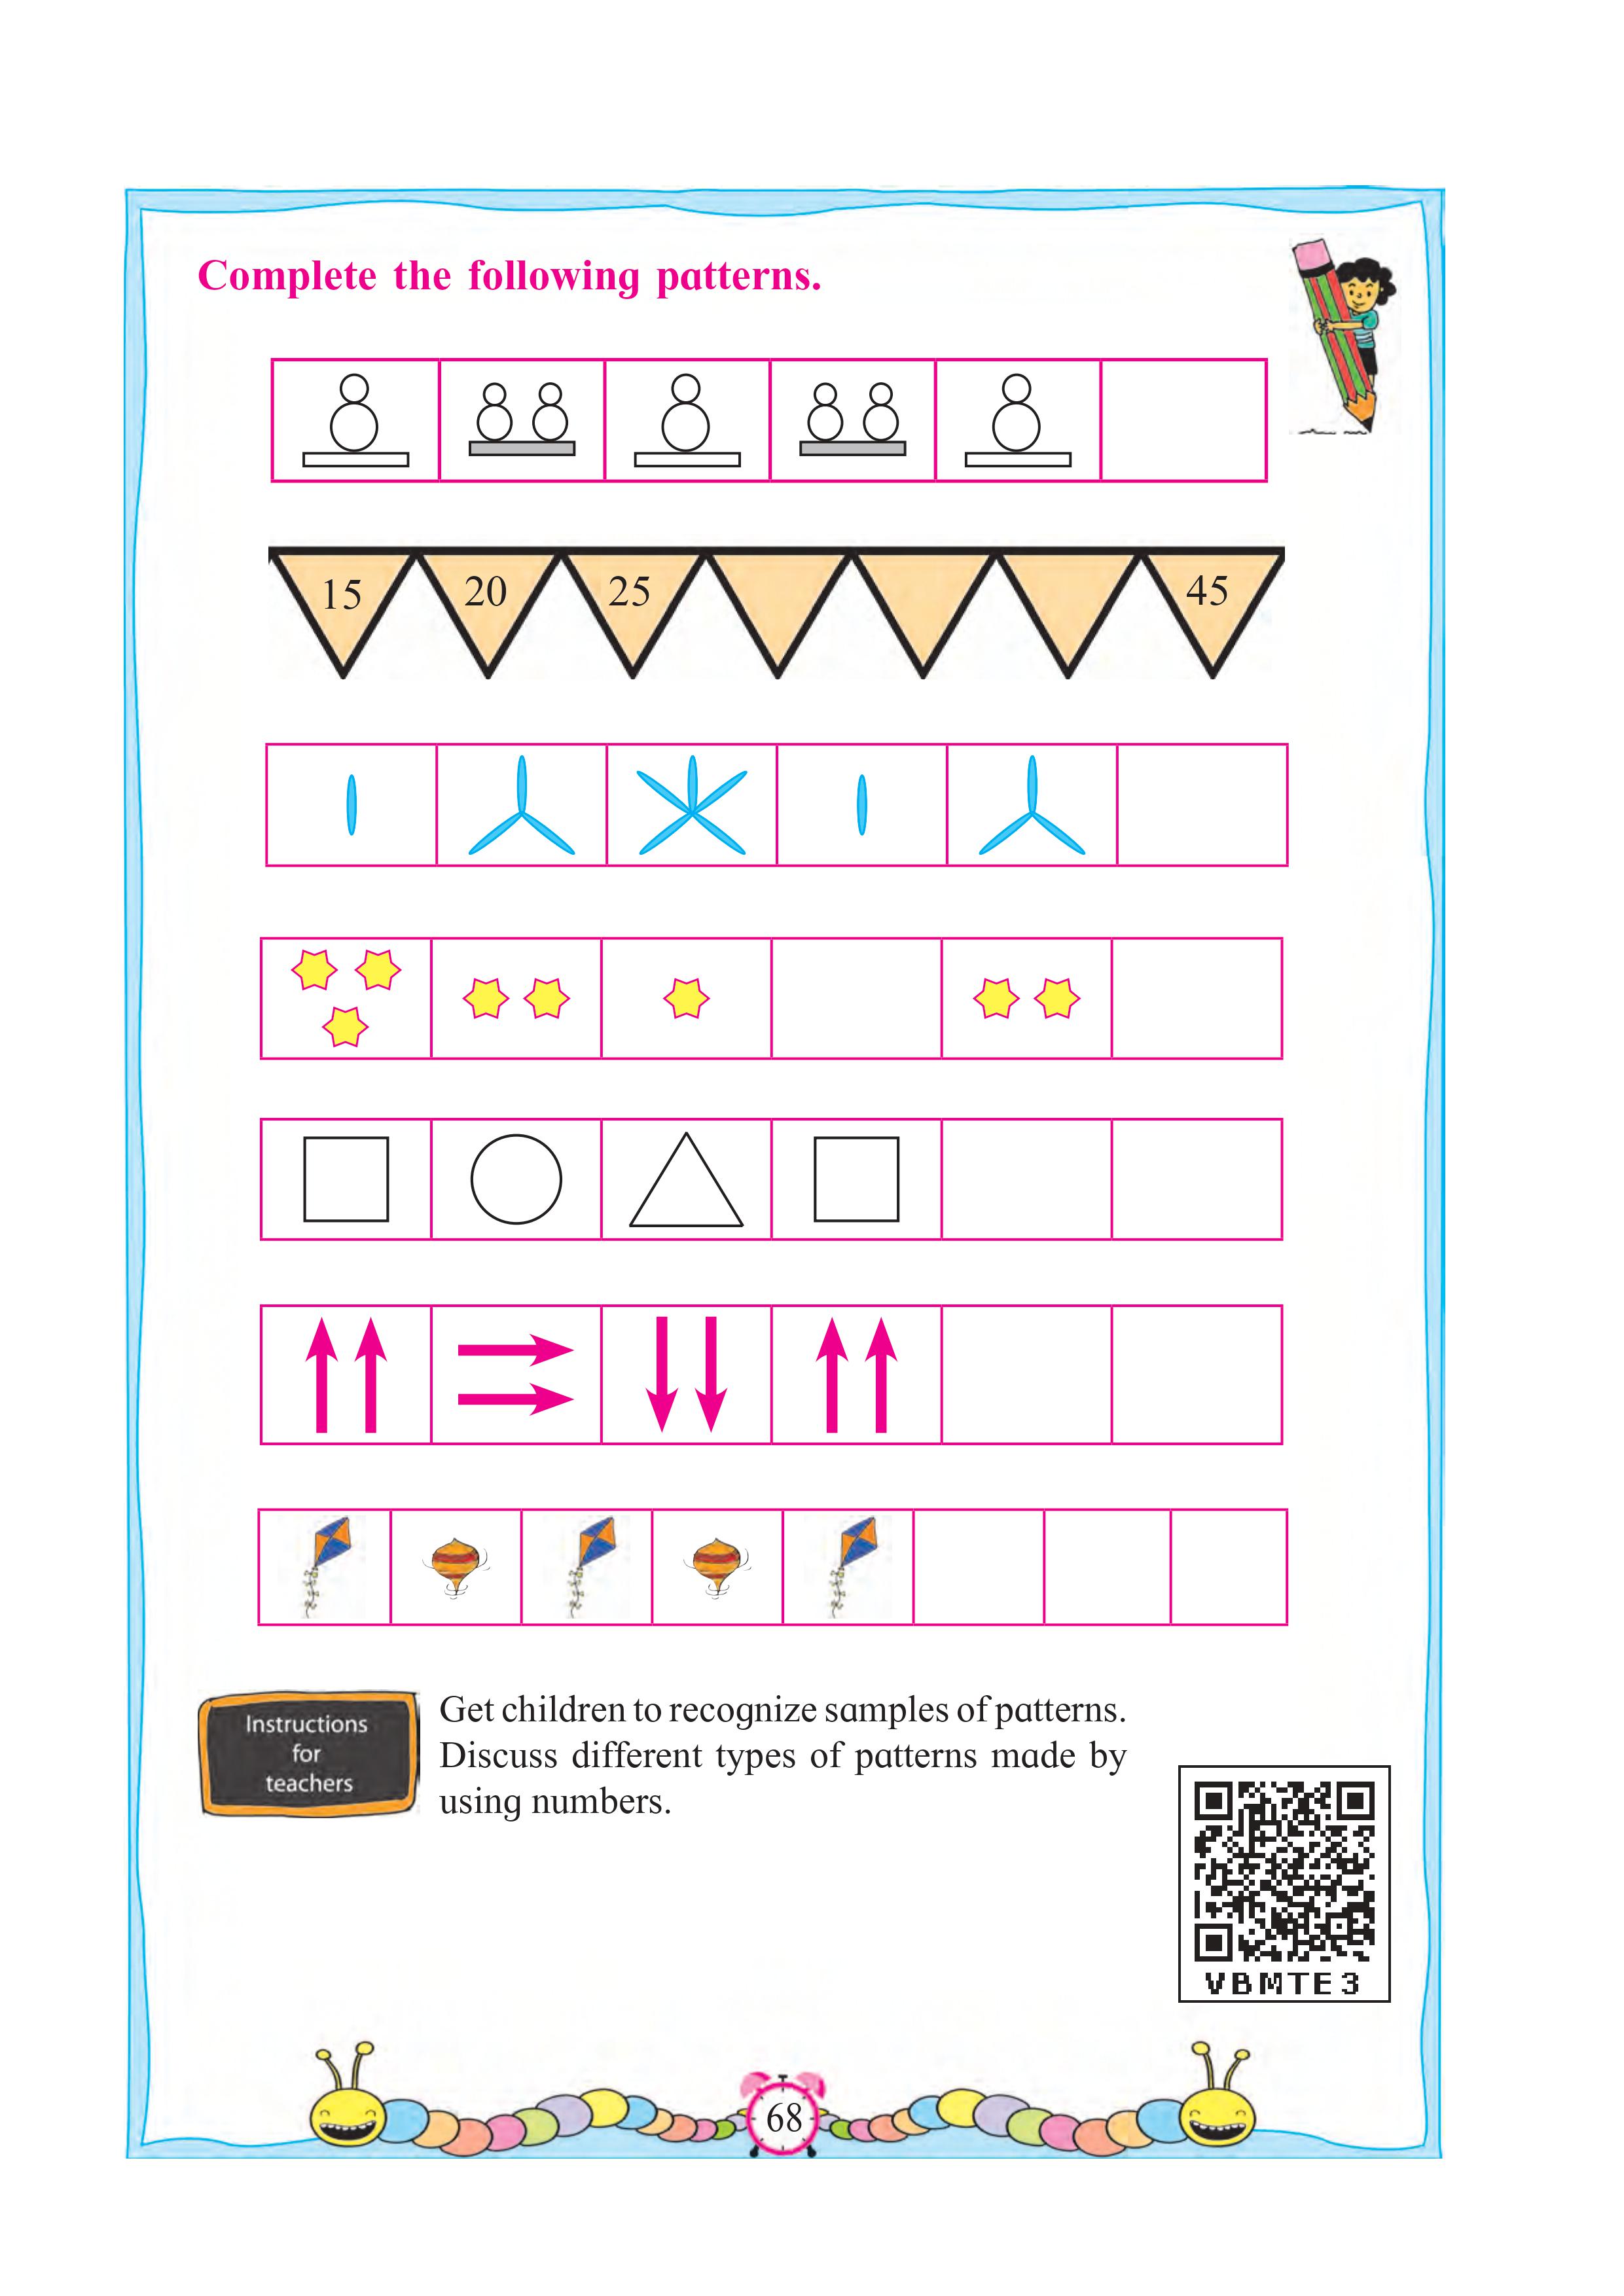 Complete the following patterns.
15 20 25 45
Instructions
for
teachers
Get children to recognize samples of patterns.
Discuss different types of patterns made by
using numbers.
VBMTE3
68